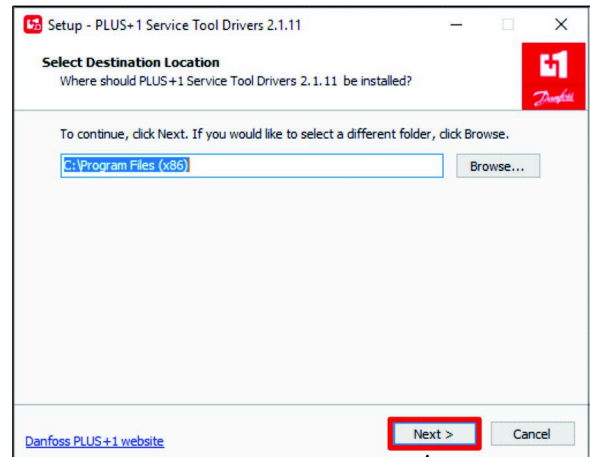 Setup - PLUS+1 Service Tool Drivers 2.1.11
Select Destination Location
Where should PLUS+1 Service Tool Drivers 2.1.11 be installed?
Danfoss
To continue, click Next. If you would like to select a different folder, click Browse.
C:\Program Files (x86)
Browse...
Danfoss PLUS+1 website
Next >
Cancel